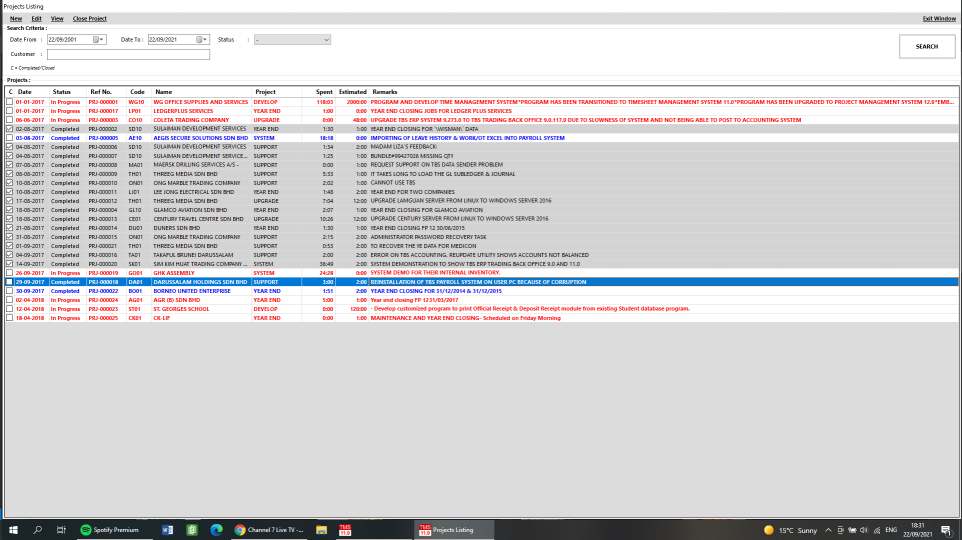 Projects Listing
New Edit View Close Project Exit Window
Search Criteria :
Date From : 22/09/2001 Date To : 22/09/2021 Status : -
Customer :
SEARCH
C = Completed/Closed
Projects :
C Date Status Ref No. Code Name Project Spent Estimated Remarks
01-01-2017 In Progress PRJ-000001 WG10 WG OFFICE SUPPLIES AND SERVICES DEVELOP 118:05 2000:00 PROGRAM AND DEVELOP TIME MANAGEMENT SYSTEM*PROGRAM HAS BEEN TRANSITIONED TO TIMESHEET MANAGEMENT SYSTEM 11.0*PROGRAM HAS BEEN UPGRADED TO PROJECT MANAGEMENT SYSTEM 12.0*EMB...
01-01-2017 In Progress PRJ-000017 LP01 LEDGERPLUS SERVICES YEAR END 1:00 0:00 YEAR END CLOSING JOBS FOR LEDGER PLUS SERVICES
06-06-2017 In Progress PRJ-000003 CO10 COLETA TRADING COMPANY UPGRADE 0:00 48:00 UPGRADE TBS ERP SYSTEM 9.273.0 TO TBS TRADING BACK OFFICE 9.0.117.0 DUE TO SLOWNESS OF SYSTEM AND NOT BEING ABLE TO POST TO ACCOUNTING SYSTEM
02-08-2017 Completed PRJ-000002 SD10 SULAIMAN DEVELOPMENT SERVICES YEAR END 1:30 1:00 YEAR END CLOSING FOR '\WISMAN\' DATA
03-08-2017 Completed PRJ-000005 AE10 AEGIS SECURE SOLUTIONS SDN BHD SYSTEM 18:18 0:00 IMPORTING OF LEAVE HISTORY & WORK/OT EXCEL INTO PAYROLL SYSTEM
04-08-2017 Completed PRJ-000006 SD10 SULAIMAN DEVELOPMENT SERVICES SUPPORT 1:34 2:00 MADAM LIZA'S FEEDBACK:
04-08-2017 Completed PRJ-000007 SD10 SULAIMAN DEVELOPMENT SERVICE... SUPPORT 1:25 1:00 BUNDLE#99427026 MISSING QTY
07-08-2017 Completed PRJ-000008 MA01 MAERSK DRILLING SERVICES A/S - SUPPORT 0:00 1:00 REQUEST SUPPORT ON TBS DATA SENDER PROBLEM
08-08-2017 Completed PRJ-000009 TH01 THREEG MEDIA SDN BHD SUPPORT 5:55 1:00 IT TAKES LONG TO LOAD THE GL SUBLEDGER & JOURNAL
10-08-2017 Completed PRJ-000010 ON01 ONG MARBLE TRADING COMPANY SUPPORT 2:02 1:00 CANNOT USE TBS
10-08-2017 Completed PRJ-000011 LJ01 LEE JONG ELECTRICAL SDN BHD YEAR END 1:48 2:00 YEAR END FOR TWO COMPANIES
17-08-2017 Completed PRJ-000012 TH01 THREEG MEDIA SDN BHD UPGRADE 7:04 12:00 UPGRADE LAMGUAN SERVER FROM LINUX TO WINDOWS SERVER 2016
18-08-2017 Completed PRJ-000004 GL10 GLAMCO AVIATION SDN BHD YEAR END 2:07 1:00 YEAR END CLOSING FOR GLAMCO AVIATION
18-08-2017 Completed PRJ-000013 CE01 CENTURY TRAVEL CENTRE SDN BHD UPGRADE 10:26 12:00 UPGRADE CENTURY SERVER FROM LINUX TO WINDOWS SERVER 2016
21-08-2017 Completed PRJ-000014 DU01 DUNERS SDN BHD YEAR END 1:30 1:00 YEAR END CLOSING FP 12 30/06/2015
31-08-2017 Completed PRJ-000015 ON01 ONG MARBLE TRADING COMPANY SUPPORT 2:15 2:00 ADMINISTRATOR PASSWORD RECOVERY TASK
01-09-2017 Completed PRJ-000021 TH01 THREEG MEDIA SDN BHD SUPPORT 0:55 2:00 TO RECOVER THE YE DATA FOR MEDICON
04-09-2017 Completed PRJ-000016 TA01 TAKAFUL BRUNEI DARUSSALAM SUPPORT 2:00 2:00 ERROR ON TBS ACCOUNTING. REUPDATE UTILITY SHOWS ACCOUNTS NOT BALANCED
14-09-2017 Completed PRJ-000020 SK01 SIM KIM HUAT TRADING COMPANY ... SYSTEM 36:49 2:00 SYSTEM DEMONSTRATION TO SHOW TBS ERP TRADING BACK OFFICE 9.0 AND 11.0
26-09-2017 In Progress PRJ-000019 GO01 GHK ASSEMBLY SYSTEM 24:28 0:00 SYSTEM DEMO FOR THEIR INTERNAL INVENTORY.
29-09-2017 Completed PRJ-000018 DA01 DARUSSALAM HOLDINGS SDN BHD SUPPORT 3:00 2:00 REINSTALLATION OF TBS PAYROLL SYSTEM ON USER PC BECAUSE OF CORRUPTION
30-09-2017 Completed PRJ-000022 BO01 BORNEO UNITED ENTERPRISE YEAR END 1:51 2:00 YEAR END CLOSING FOR 31/12/2014 & 31/12/2015
02-04-2018 In Progress PRJ-000024 AG01 AGR (B) SDN BHD YEAR END 5:00 1:00 Year end closing FP 12 31/03/2017
12-04-2018 In Progress PRJ-000023 ST01 ST. GEORGES SCHOOL DEVELOP 0:00 120:00 - Develop customized program to print Official Receipt & Deposit Receipt module from existing Student database program.
18-04-2018 In Progress PRJ-000025 CK01 CK-LIF YEAR END 0:00 1:00 MAINTENANCE AND YEAR END CLOSING- Scheduled on Friday Morning
Spotify Premium Channel 7 Live TV -... TMS 11.0 TMS 11.0 Projects Listing 15°C Sunny ENG 18:31
22/09/2021